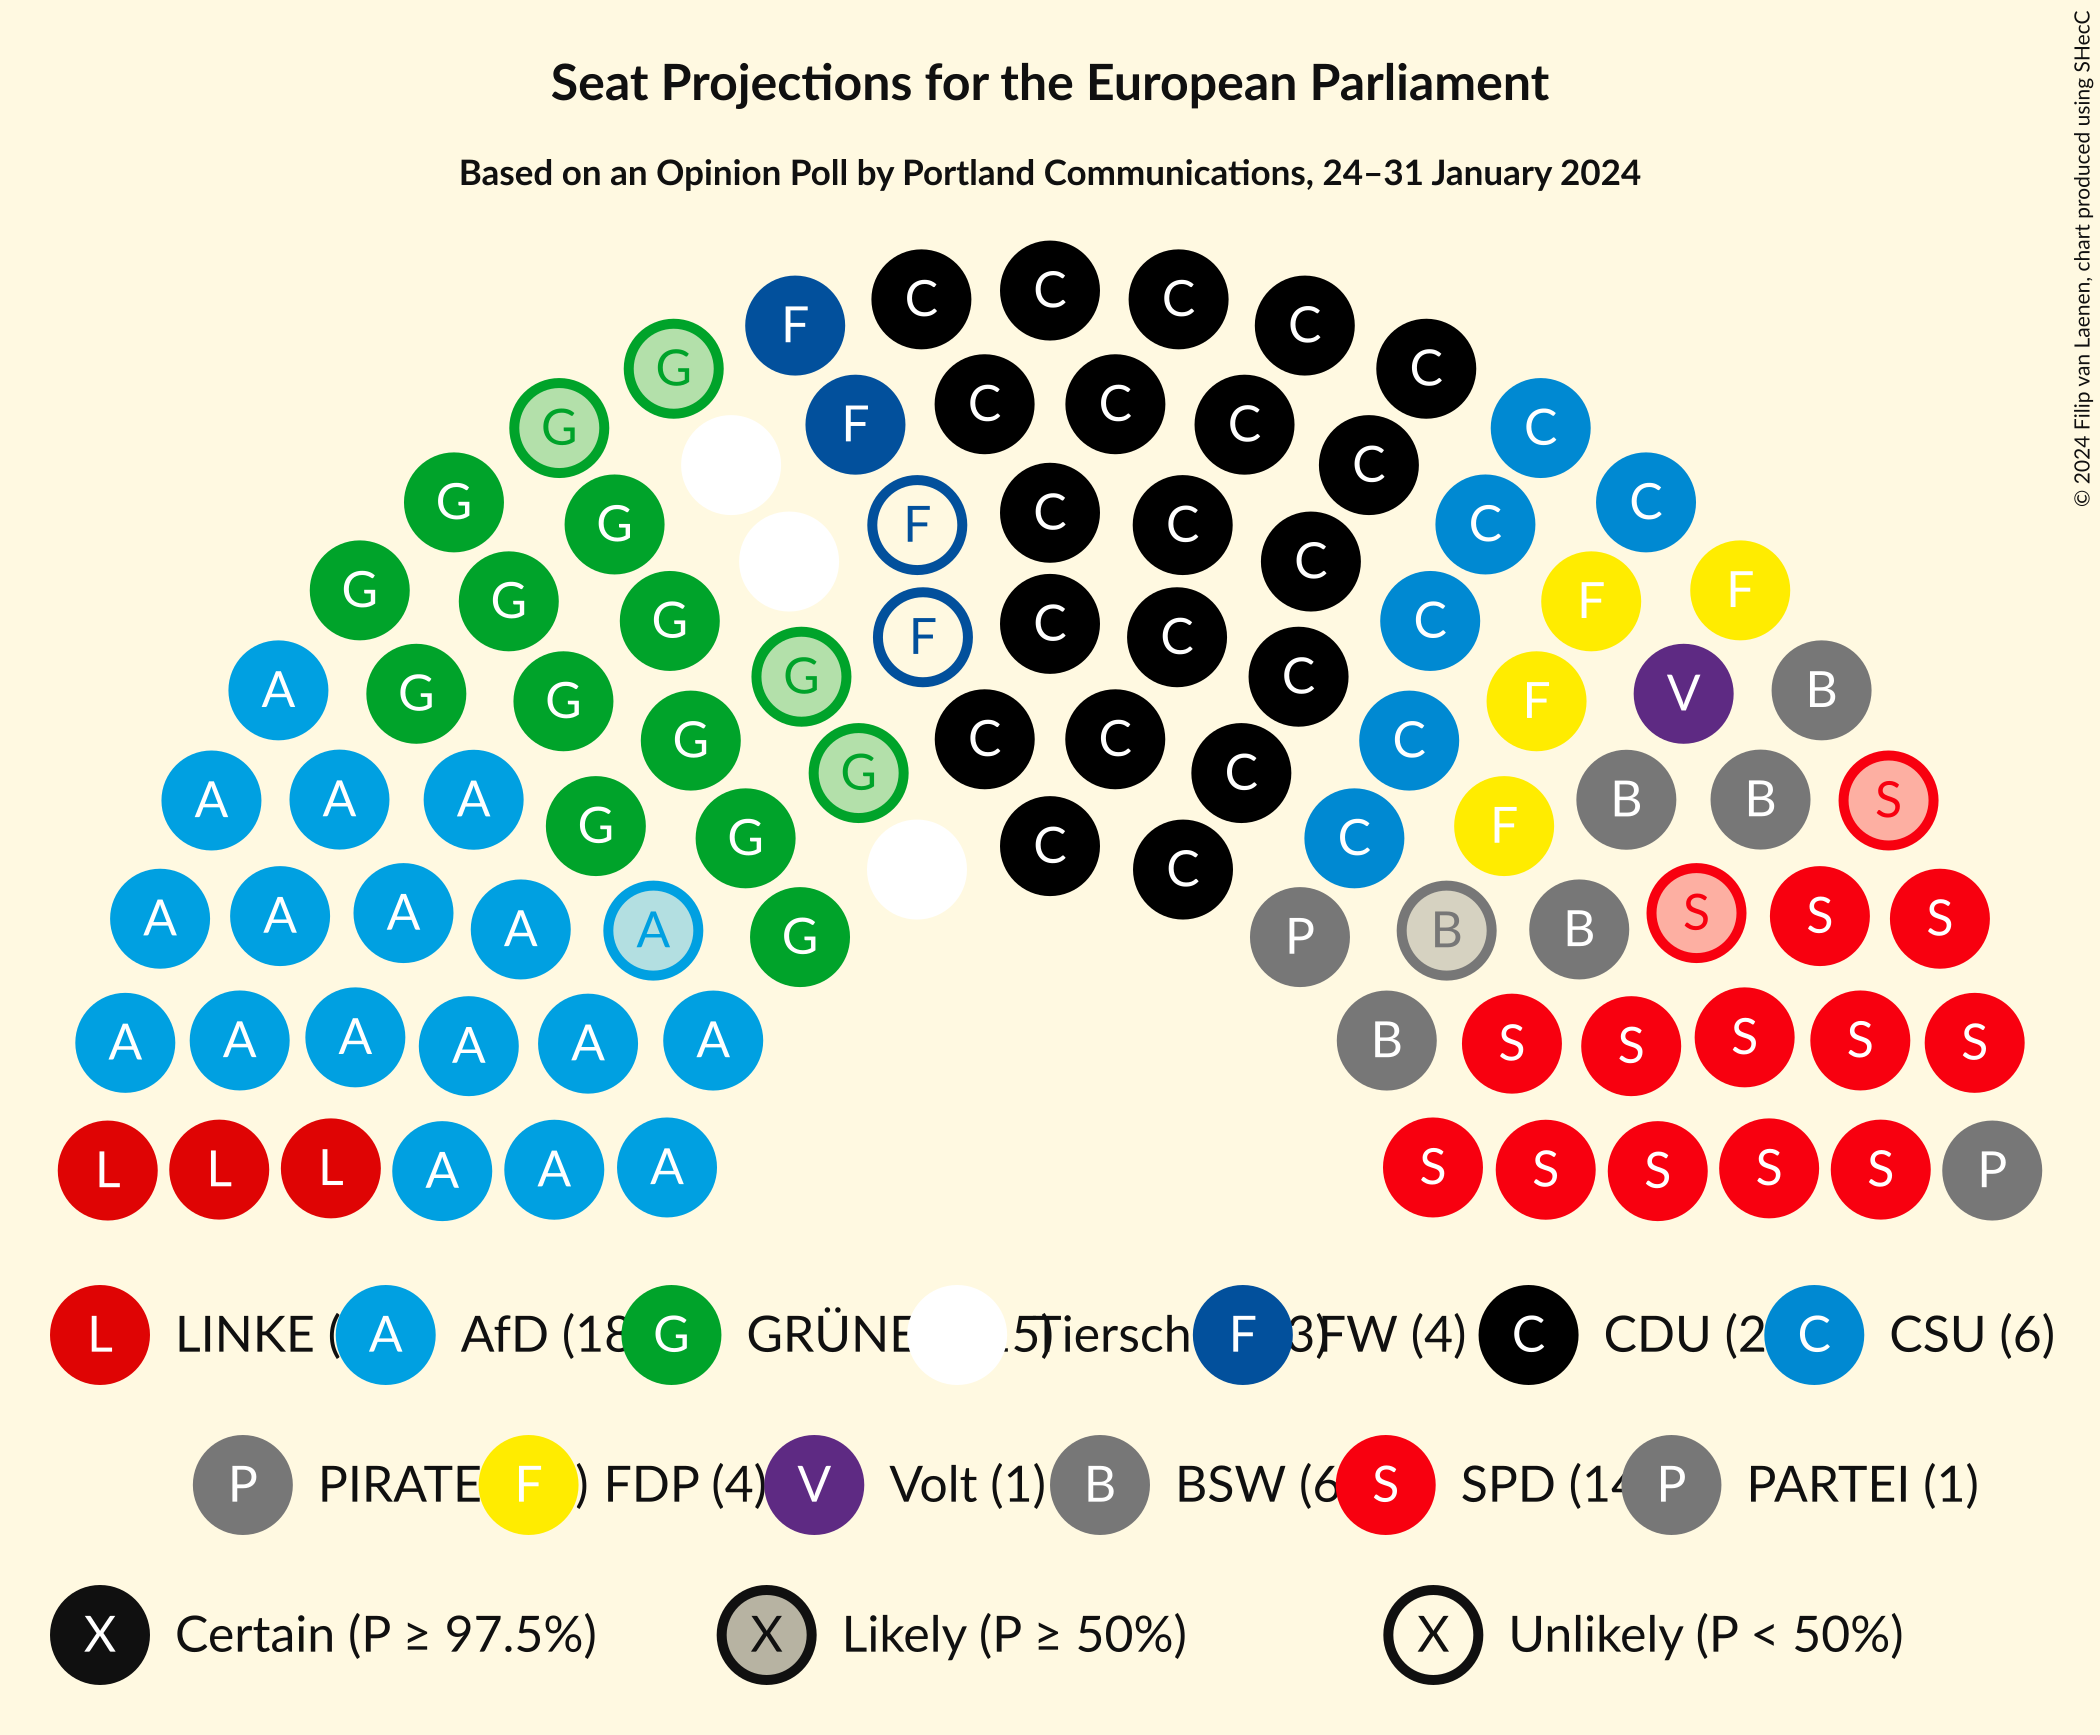 Seat Projections for the European Parliament
Based on an Opinion Poll by Portland Communications, 24–31 January 2024
© 2024 Filip van Laenen, chart produced using SHecC
C C C C
F C
G C C C C
G F C C
G G F C C C C
G G G C F F
G G F C C C C
A G G G C F V B
G G C C C C
A A A G G C C C F B B S
A A A A A G P B B S S S
A A A A A A B S S S S S
L L L A A A S S S S S P
L LINKE ( A AfD (18 G GRÜNE 5) Tiersch F 3) FW (4) C CDU (2 C CSU (6)
P PIRATE F ) FDP (4) V Volt (1) B BSW (6 S SPD (14 P PARTEI (1)
X Certain (P ≥ 97.5%) X Likely (P ≥ 50%) X Unlikely (P < 50%)